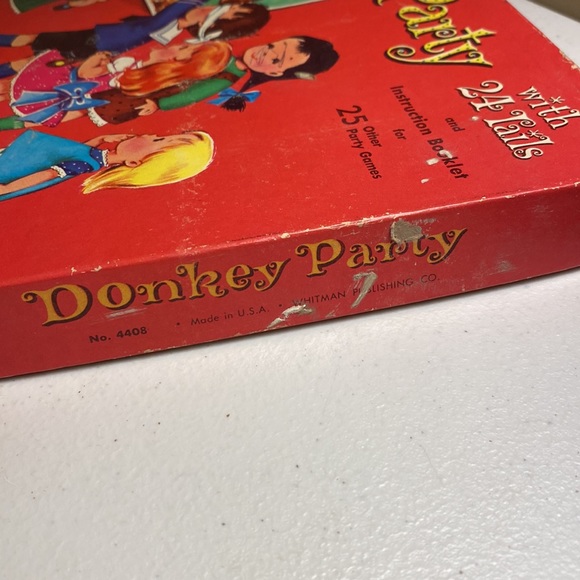 Party
with
24 Tails
and
Instruction Booklet
for
25 Other
Party Games
Donkey Party
No. 4408 • Made in U.S.A. • WHITMAN PUBLISHING CO.